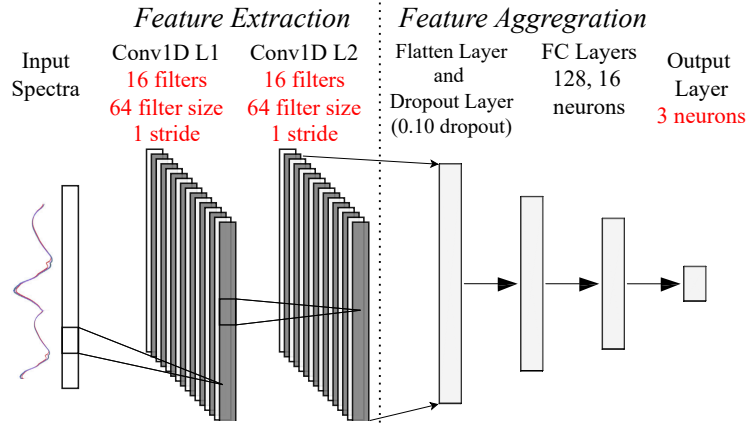 Feature Extraction
Feature Aggregration
Input
Spectra
Conv1D L1
16 filters
64 filter size
1 stride
Conv1D L2
16 filters
64 filter size
1 stride
Flatten Layer
and
Dropout Layer
(0.10 dropout)
FC Layers
128, 16
neurons
Output
Layer
3 neurons